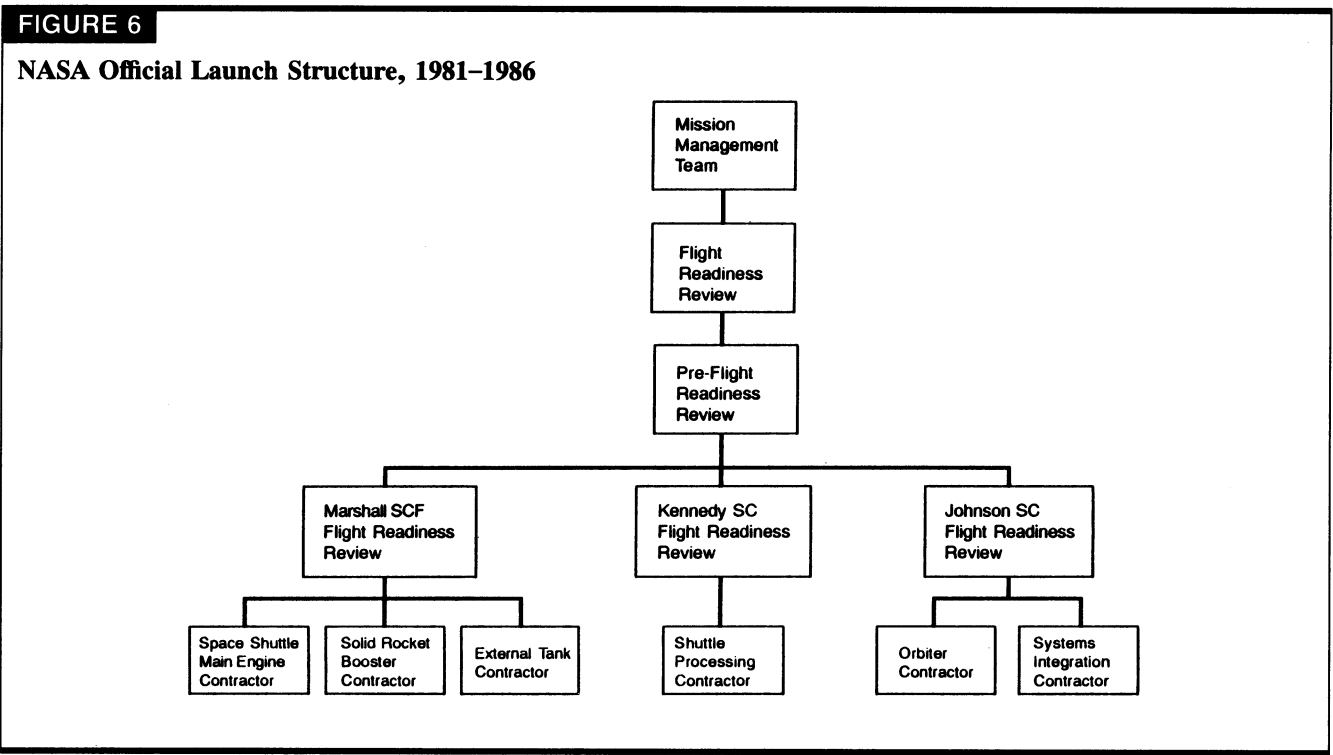 FIGURE 6
NASA Official Launch Structure, 1981–1986
Mission
Management
Team
Flight
Readiness
Review
Pre-Flight
Readiness
Review
Marshall SCF
Flight Readiness
Review
Kennedy SC
Flight Readiness
Review
Johnson SC
Flight Readiness
Review
Space Shuttle
Main Engine
Contractor
Solid Rocket
Booster
Contractor
External Tank
Contractor
Shuttle
Processing
Contractor
Orbiter
Contractor
Systems
Integration
Contractor